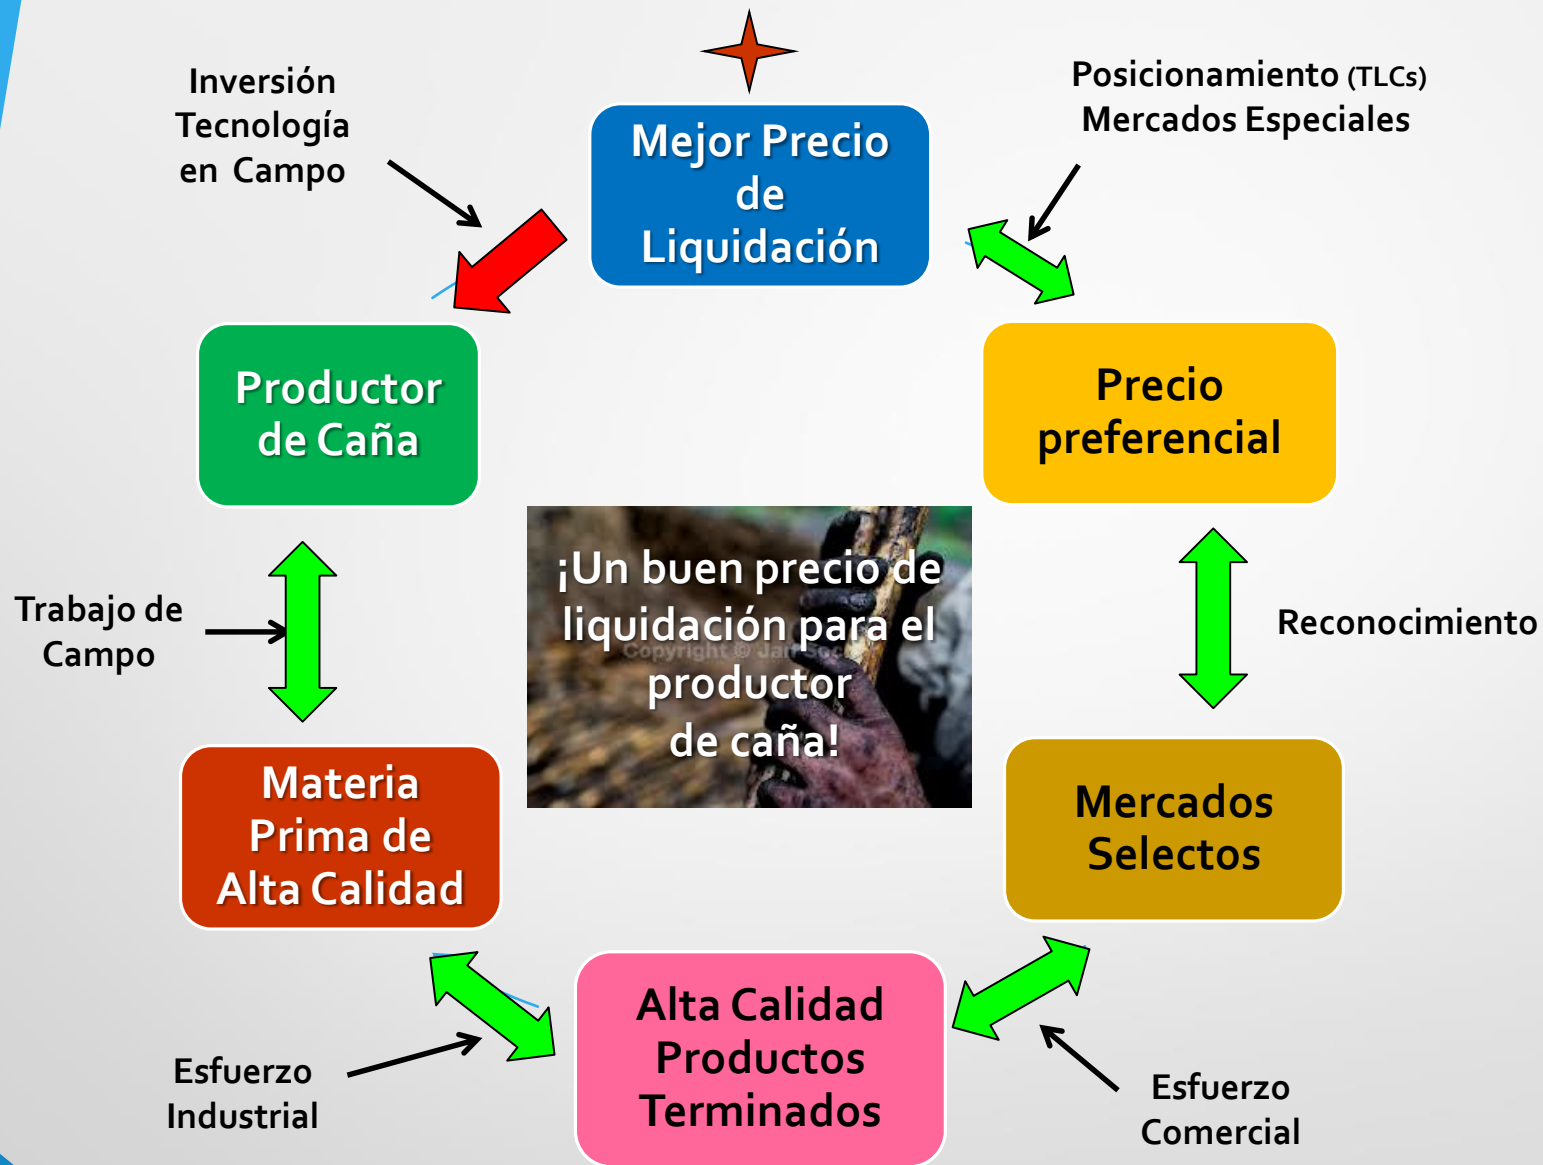 Inversión
Tecnología
en Campo
Posicionamiento (TLCs)
Mercados Especiales
Mejor Precio
de
Liquidación
Productor
de Caña
Precio
preferencial
¡Un buen precio de
liquidación para el
productor
de caña!
Copyright © Jan
Trabajo de
Campo
Reconocimiento
Materia
Prima de
Alta Calidad
Mercados
Selectos
Alta Calidad
Productos
Terminados
Esfuerzo
Industrial
Esfuerzo
Comercial